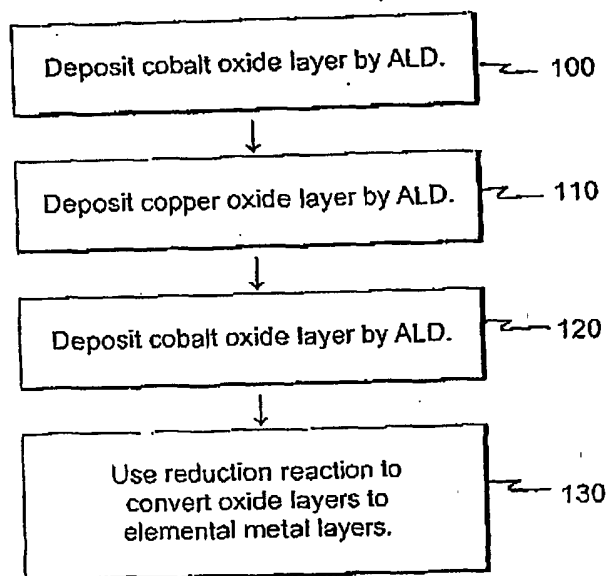 Deposit cobalt oxide layer by ALD.
100
Deposit copper oxide layer by ALD.
110
Deposit cobalt oxide layer by ALD.
120
Use reduction reaction to
convert oxide layers to
elemental metal layers.
130